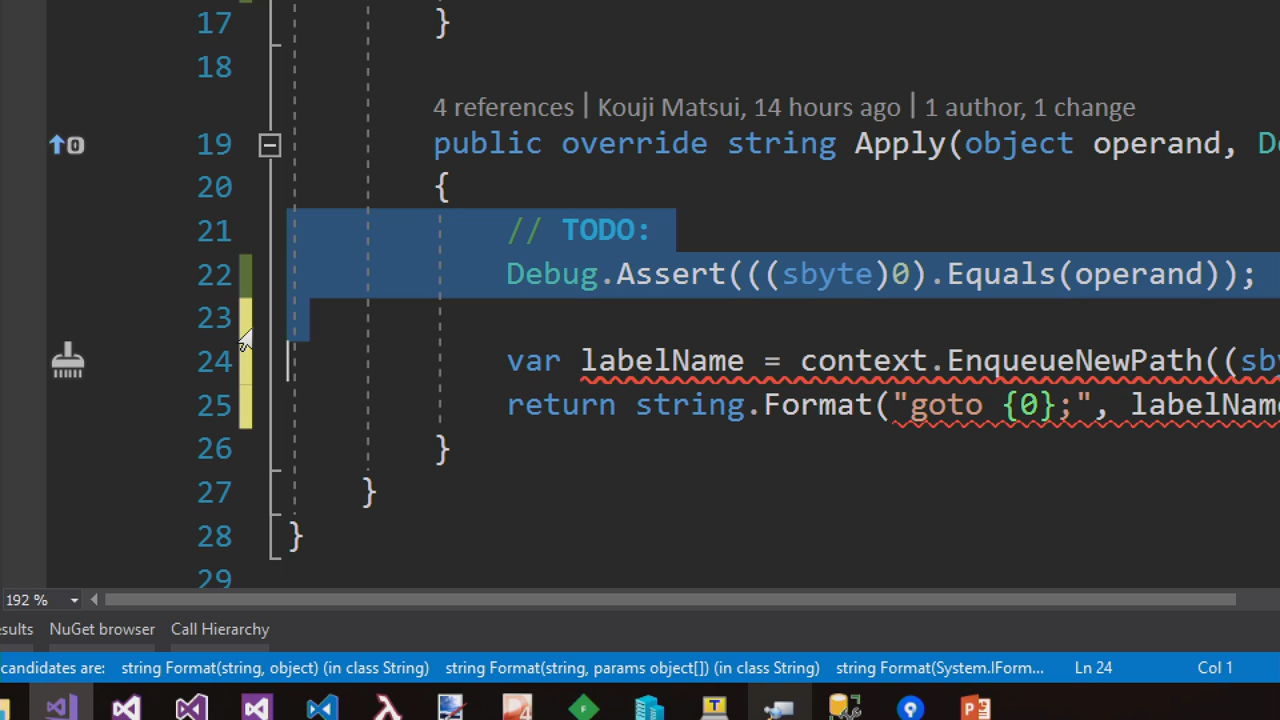 17 }
18
4 references | Kouji Matsui, 14 hours ago | 1 author, 1 change
0 19 public override string Apply(object operand, De
20 {
21 // TODO:
22 Debug.Assert(((sbyte)0).Equals(operand));
23
24 var labelName = context.EnqueueNewPath((sby
25 return string.Format("goto {0};", labelName
26 }
27 }
28 }
29
192 %
esults NuGet browser Call Hierarchy
candidates are: string Format(string, object) (in class String) string Format(string, params object[]) (in class String) string Format(System.IForm... Ln 24 Col 1